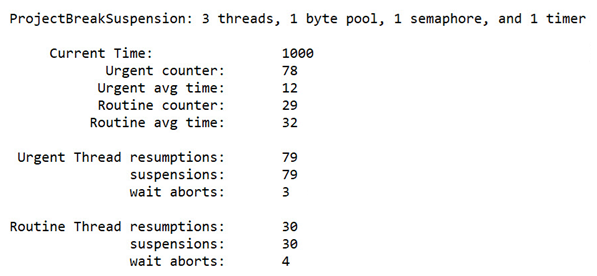 ProjectBreakSuspension: 3 threads, 1 byte pool, 1 semaphore, and 1 timer
Current Time: 1000
Urgent counter: 78
Urgent avg time: 12
Routine counter: 29
Routine avg time: 32
Urgent Thread resumptions: 79
suspensions: 79
wait aborts: 3
Routine Thread resumptions: 30
suspensions: 30
wait aborts: 4